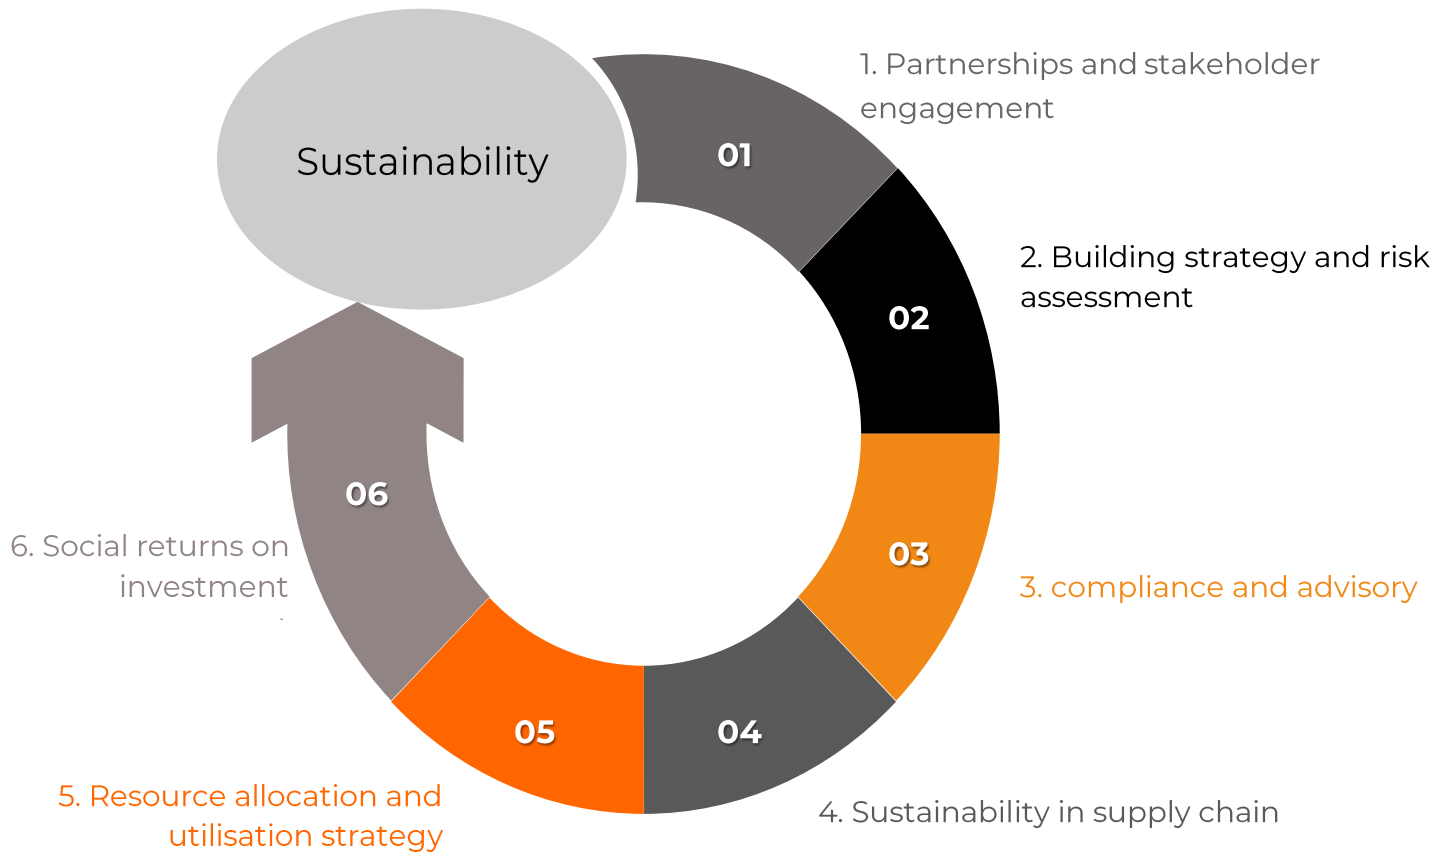 Sustainability
01
1. Partnerships and stakeholder
engagement
02
2. Building strategy and risk
assessment
03
3. compliance and advisory
04
4. Sustainability in supply chain
05
5. Resource allocation and
utilisation strategy
06
6. Social returns on
investment